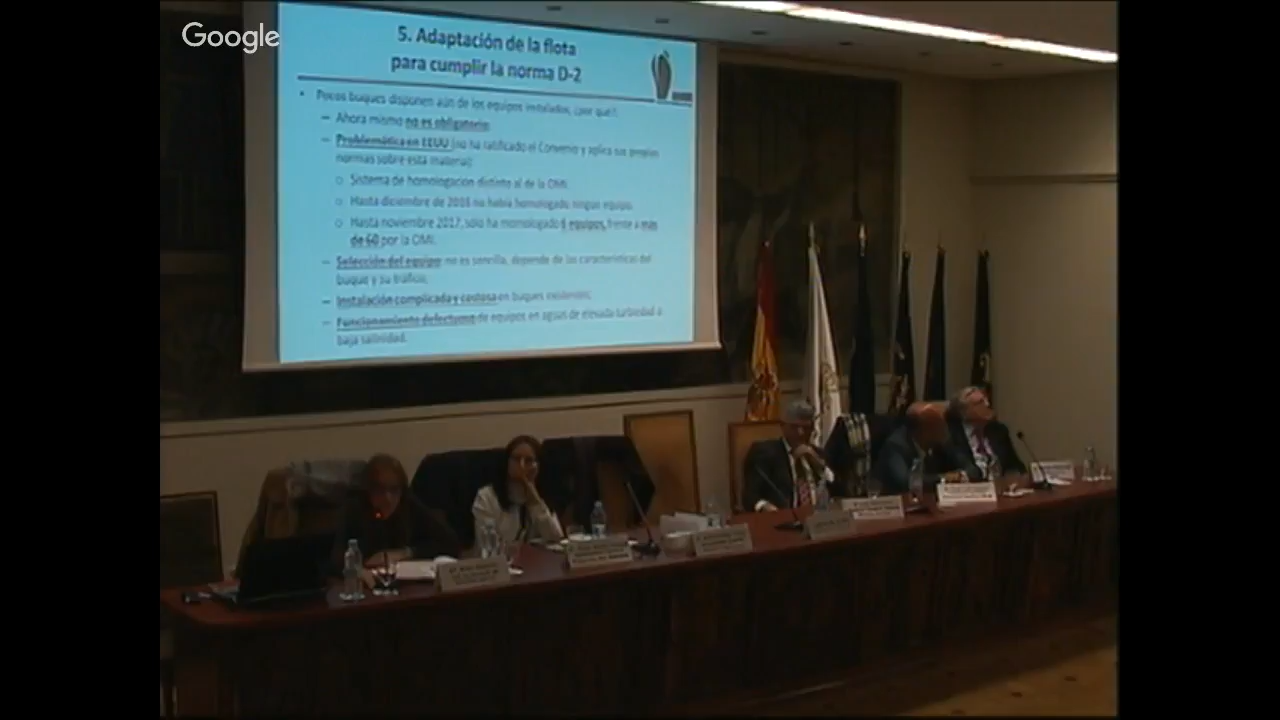 Google
5. Adaptación de la flota
para cumplir la norma D-2
• Pocos buques disponen aún de los equipos instalados, ¿por qué?:
– Ahora mismo no es obligatorio.
– Problemática en EEUU (no ha ratificado el Convenio y aplica sus propias
normas sobre esta material):
○ Sistema de homologación distinto al de la OMI.
○ Hasta diciembre de 2016 no había homologado ningún equipo.
○ Hasta noviembre 2017, sólo ha homologado 6 equipos, frente a más
de 60 por la OMI.
– Selección del equipo: no es sencilla, depende de las características del
buque y su tráfico.
– Instalación complicada y costosa en buques existentes.
– Funcionamiento defectuoso de equipos en aguas de elevada turbiedad o
baja salinidad.